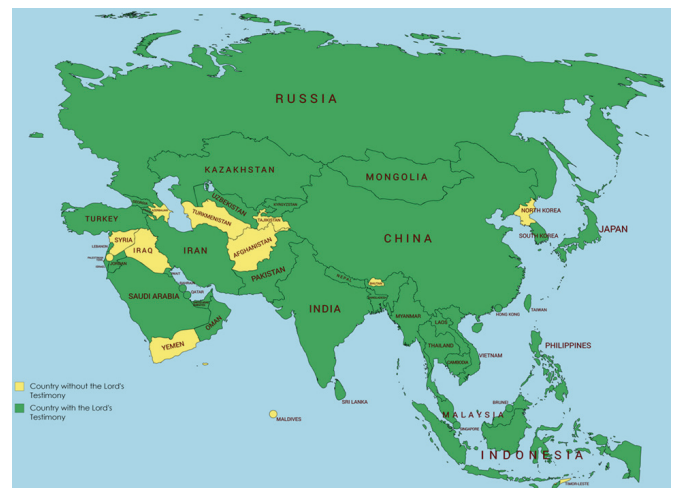 RUSSIA
KAZAKHSTAN
MONGOLIA
UZBEKISTAN
KYRGYZSTAN
TURKMENISTAN
TAJIKISTAN
TURKEY
NORTH KOREA
SOUTH KOREA
JAPAN
CHINA
SYRIA
LEBANON
IRAQ
IRAN
AFGHANISTAN
JORDAN
PAKISTAN
NEPAL
SAUDI ARABIA
QATAR
OMAN
YEMEN
INDIA
MYANMAR
LAOS
THAILAND
CAMBODIA
VIETNAM
HONG KONG
TAIWAN
PHILIPPINES
SRI LANKA
MALDIVES
BRUNEI
MALAYSIA
SINGAPORE
INDONESIA
TIMOR-LESTE
Country without the Lord's
Testimony
Country with the Lord's
Testimony